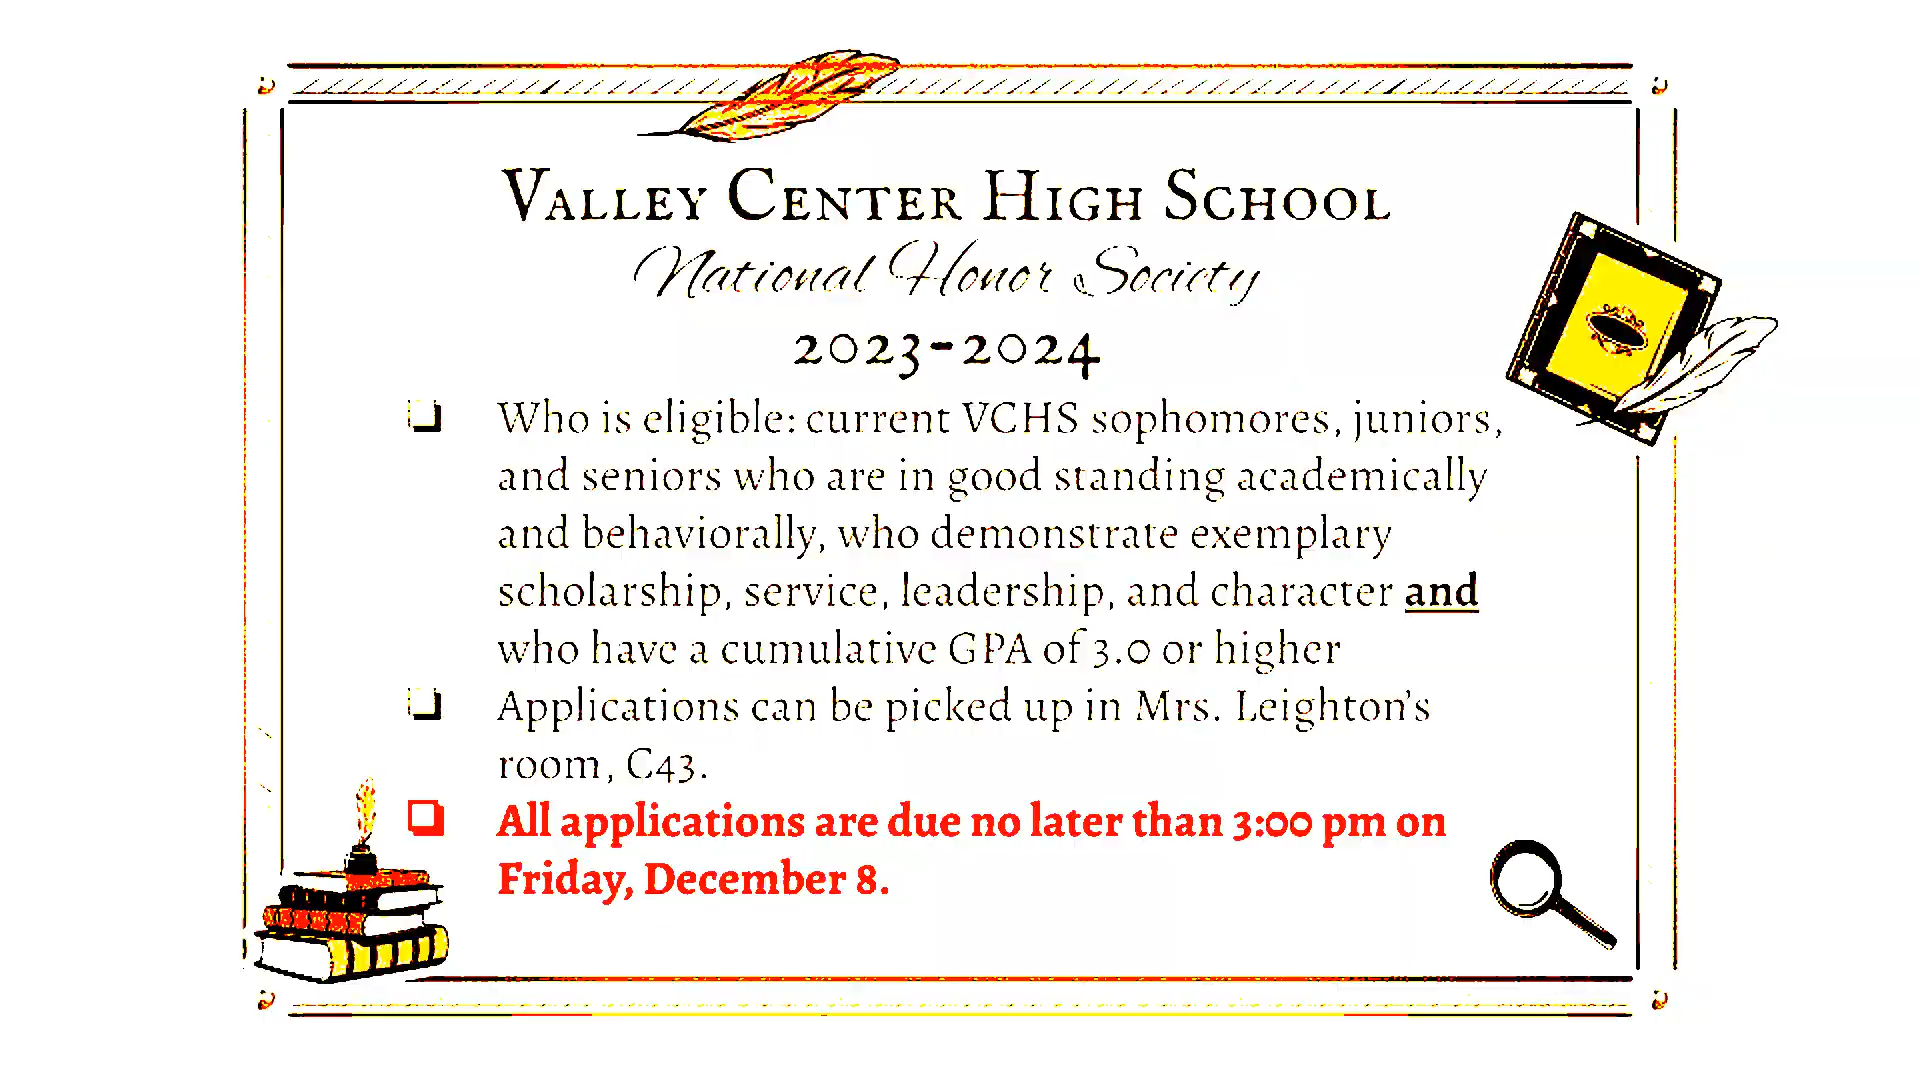 Valley Center High School
National Honor Society
2023-2024
❏ Who is eligible: current VCHS sophomores, juniors,
and seniors who are in good standing academically
and behaviorally, who demonstrate exemplary
scholarship, service, leadership, and character and
who have a cumulative GPA of 3.0 or higher
❏ Applications can be picked up in Mrs. Leighton's
room, C43.
❏ All applications are due no later than 3:00 pm on
Friday, December 8.